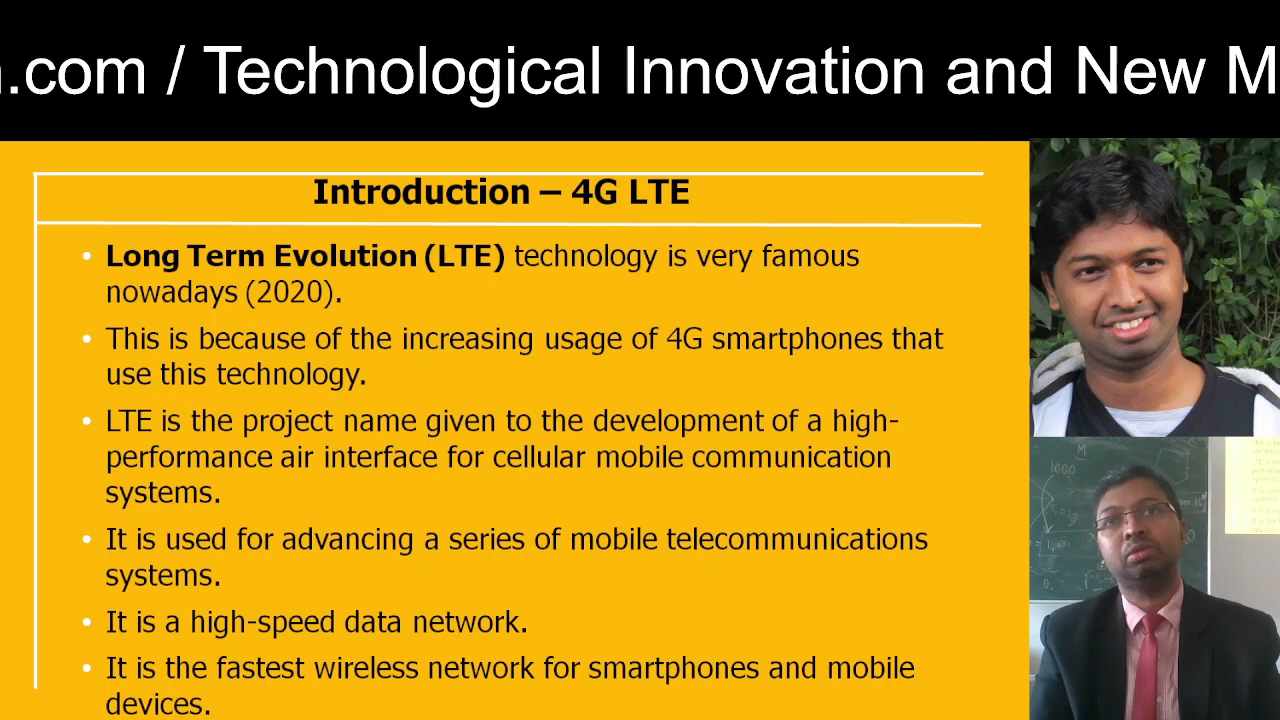 .com / Technological Innovation and New M
Introduction – 4G LTE
• Long Term Evolution (LTE) technology is very famous
nowadays (2020).
• This is because of the increasing usage of 4G smartphones that
use this technology.
• LTE is the project name given to the development of a high-
performance air interface for cellular mobile communication
systems.
• It is used for advancing a series of mobile telecommunications
systems.
• It is a high-speed data network.
• It is the fastest wireless network for smartphones and mobile
devices.
M
1000